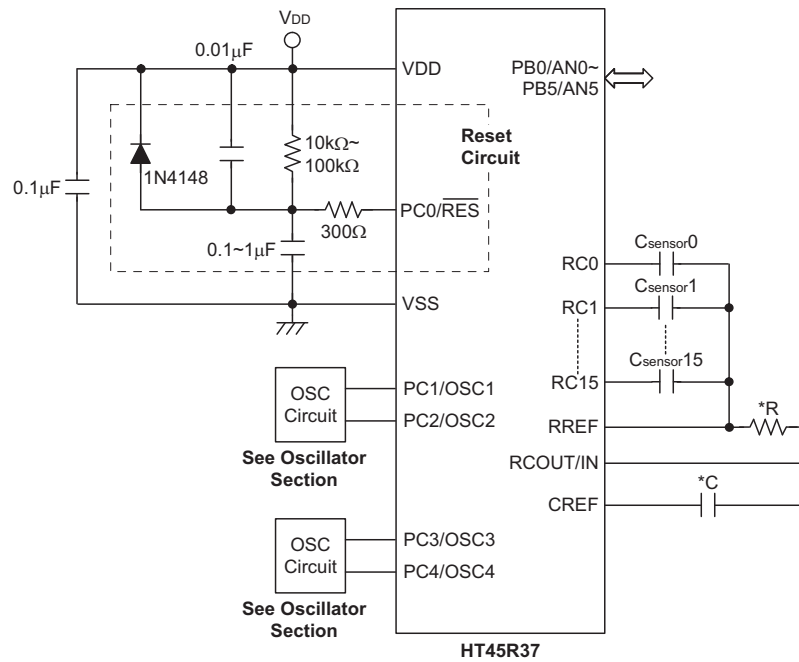 VDD
0.01μF
VDD
PB0/AN0~
PB5/AN5
Reset
Circuit
10kΩ~
100kΩ
1N4148
0.1μF
PC0/R̅E̅S̅
300Ω
0.1~1μF
VSS
RC0
Csensor0
RC1
Csensor1
Csensor15
RC15
*R
RREF
RCOUT/IN
*C
CREF
OSC
Circuit
PC1/OSC1
PC2/OSC2
See Oscillator
Section
OSC
Circuit
PC3/OSC3
PC4/OSC4
See Oscillator
Section
HT45R37